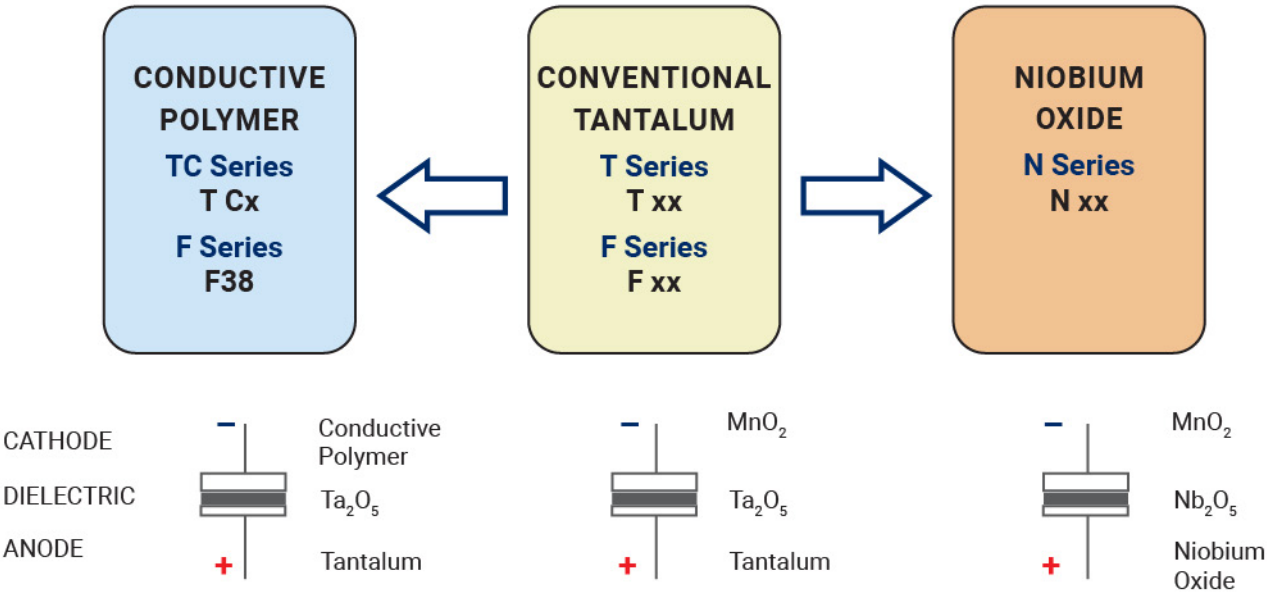 CONDUCTIVE
POLYMER
TC Series
T Cx
F Series
F38
CONVENTIONAL
TANTALUM
T Series
T xx
F Series
F xx
NIOBIUM
OXIDE
N Series
N xx
CATHODE
− Conductive
Polymer
− MnO₂
− MnO₂
DIELECTRIC
Ta₂O₅
Ta₂O₅
Nb₂O₅
ANODE
+ Tantalum
+ Tantalum
+ Niobium
Oxide